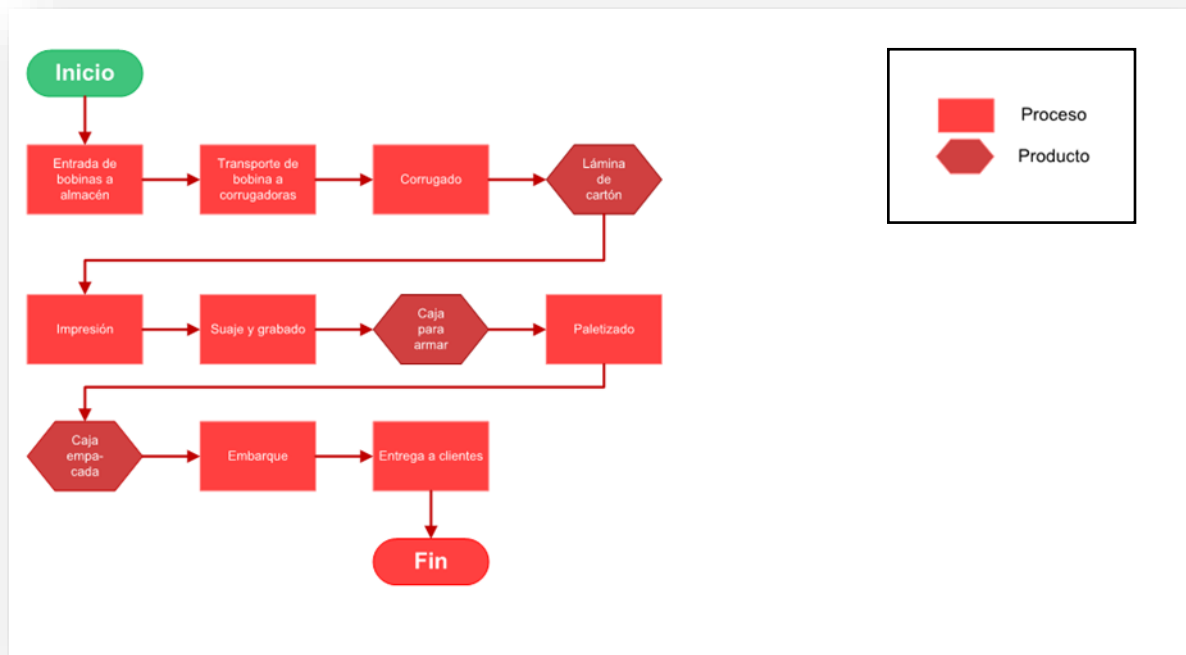 Inicio
Proceso
Producto
Entrada de
bobinas a
almacén
Transporte de
bobina a
corrugadoras
Corrugado
Lámina
de
cartón
Impresión
Suaje y grabado
Caja
para
armar
Paletizado
Caja
empa-
cada
Embarque
Entrega a clientes
Fin